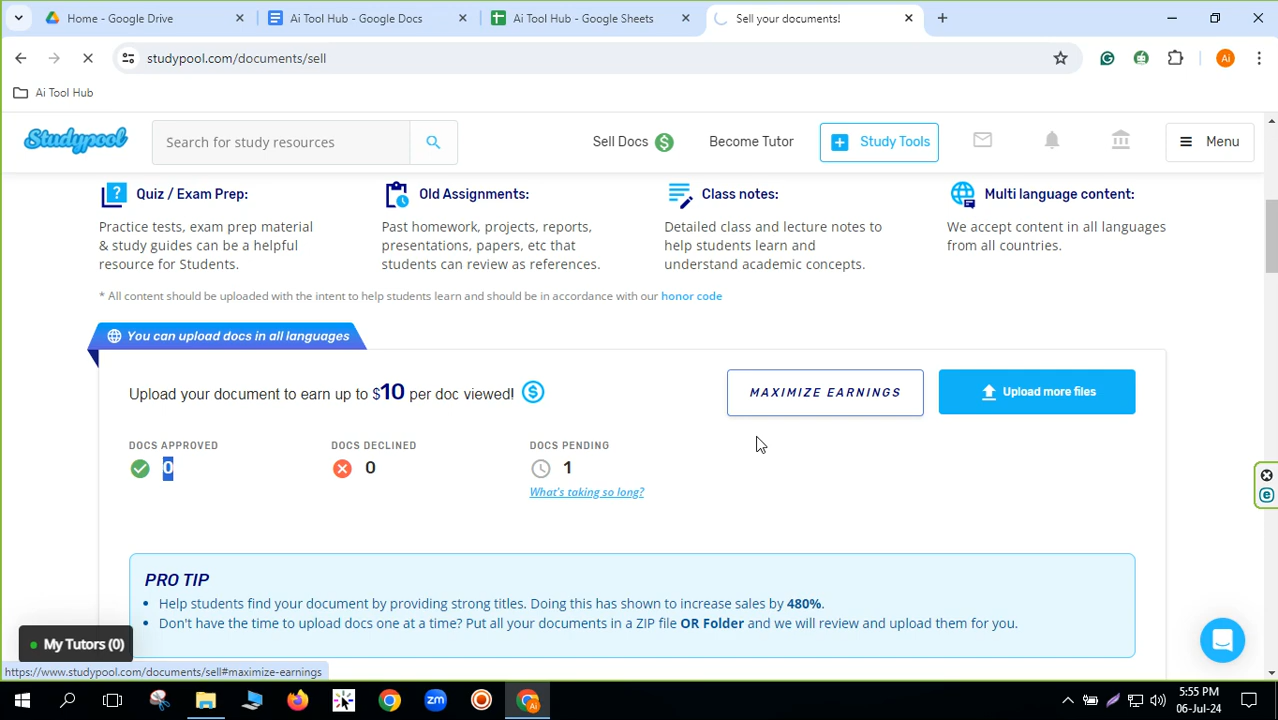 Home - Google Drive
Ai Tool Hub - Google Docs
Ai Tool Hub - Google Sheets
Sell your documents!
studypool.com/documents/sell
Ai
Ai Tool Hub
Studypool
Search for study resources
Sell Docs $
Become Tutor
Study Tools
Menu
Quiz / Exam Prep:
Practice tests, exam prep material
& study guides can be a helpful
resource for Students.
Old Assignments:
Past homework, projects, reports,
presentations, papers, etc that
students can review as references.
Class notes:
Detailed class and lecture notes to
help students learn and
understand academic concepts.
Multi language content:
We accept content in all languages
from all countries.
* All content should be uploaded with the intent to help students learn and should be in accordance with our honor code
You can upload docs in all languages
Upload your document to earn up to $10 per doc viewed!
MAXIMIZE EARNINGS
Upload more files
DOCS APPROVED
0
DOCS DECLINED
0
DOCS PENDING
1
What's taking so long?
PRO TIP
• Help students find your document by providing strong titles. Doing this has shown to increase sales by 480%.
• Don't have the time to upload docs one at a time? Put all your documents in a ZIP file OR Folder and we will review and upload them for you.
My Tutors (0)
https://www.studypool.com/documents/sell#maximize-earnings
zm
Ai
5:55 PM
06-Jul-24